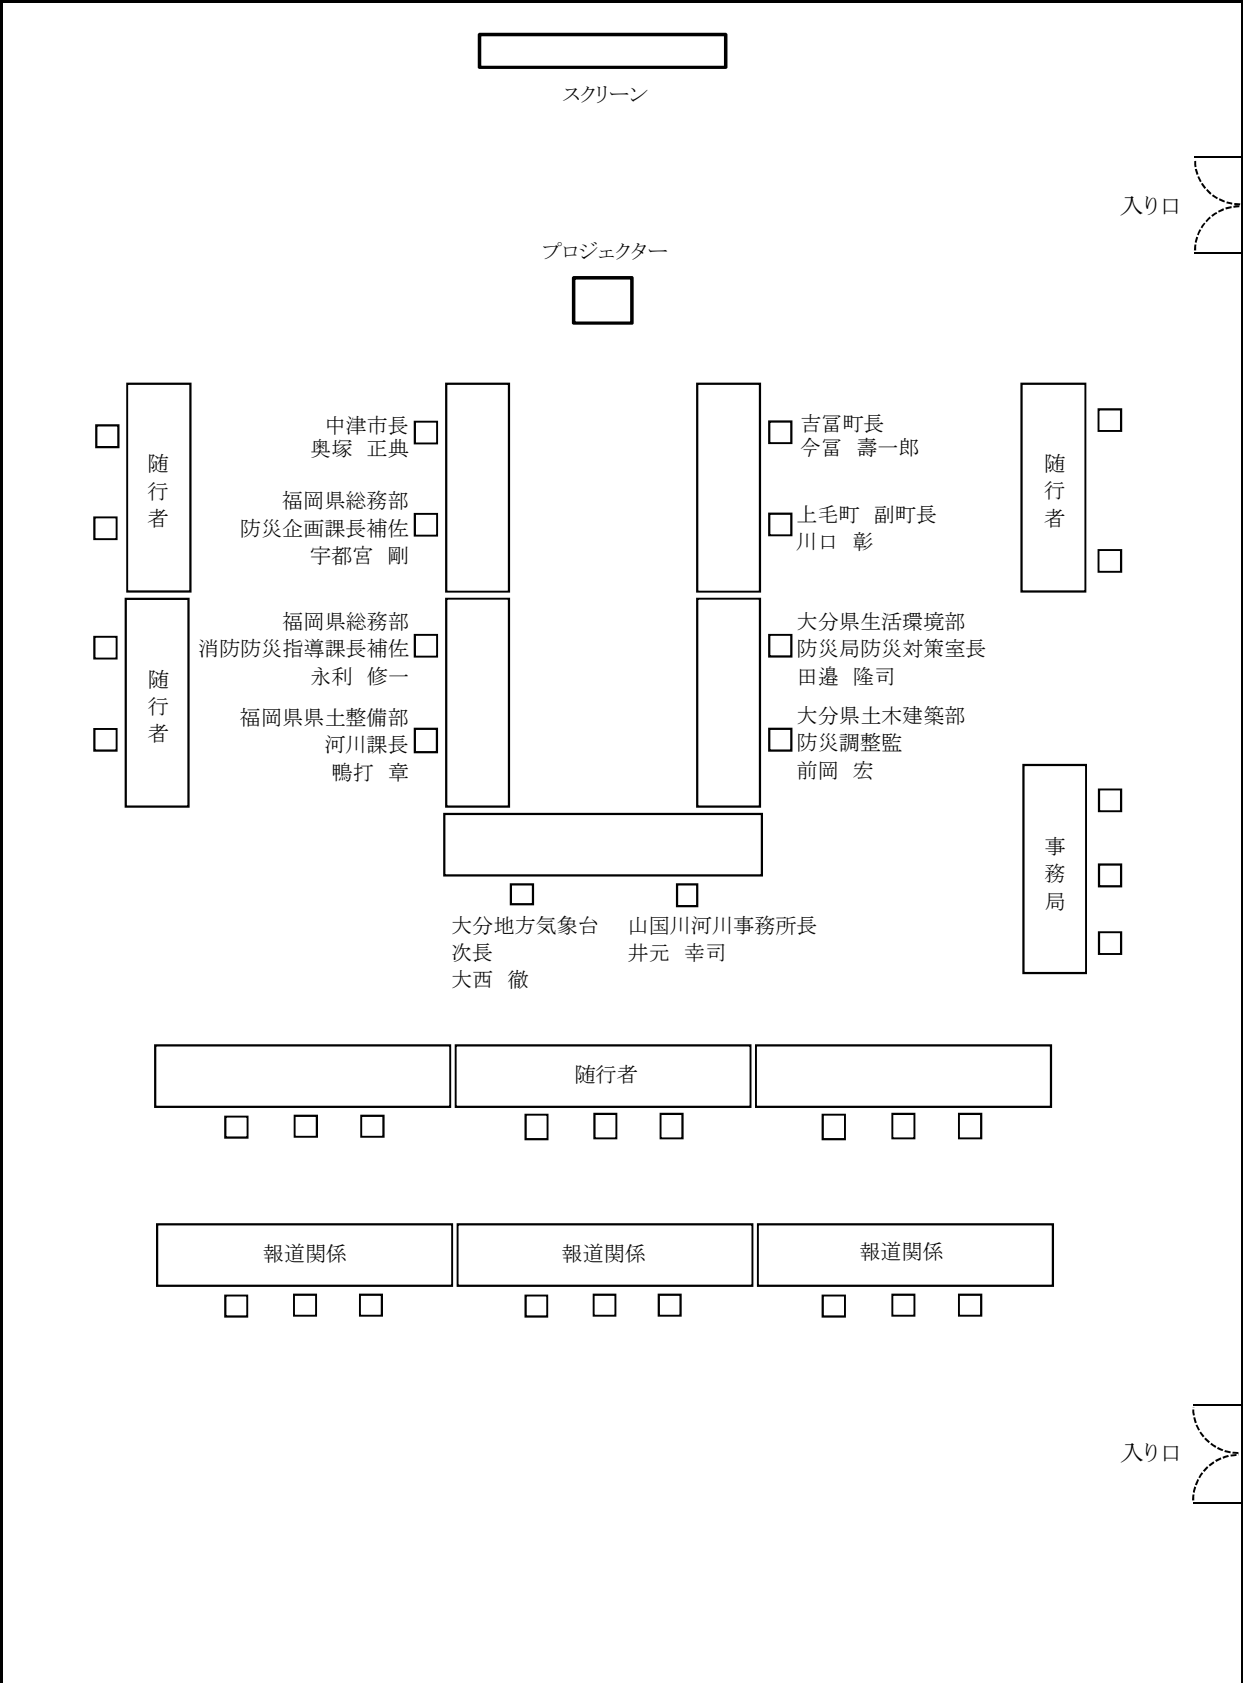 スクリーン
入り口
プロジェクター
随行者
中津市長
奥塚 正典
福岡県総務部
防災企画課長補佐
宇都宮 剛
吉冨町長
今冨 壽一郎
上毛町 副町長
川口 彰
随行者
随行者
福岡県総務部
消防防災指導課長補佐
永利 修一
福岡県県土整備部
河川課長
鴨打 章
大分県生活環境部
防災局防災対策室長
田邉 隆司
大分県土木建築部
防災調整監
前岡 宏
事務局
大分地方気象台
次長
大西 徹
山国川河川事務所長
井元 幸司
随行者
報道関係
報道関係
報道関係
入り口